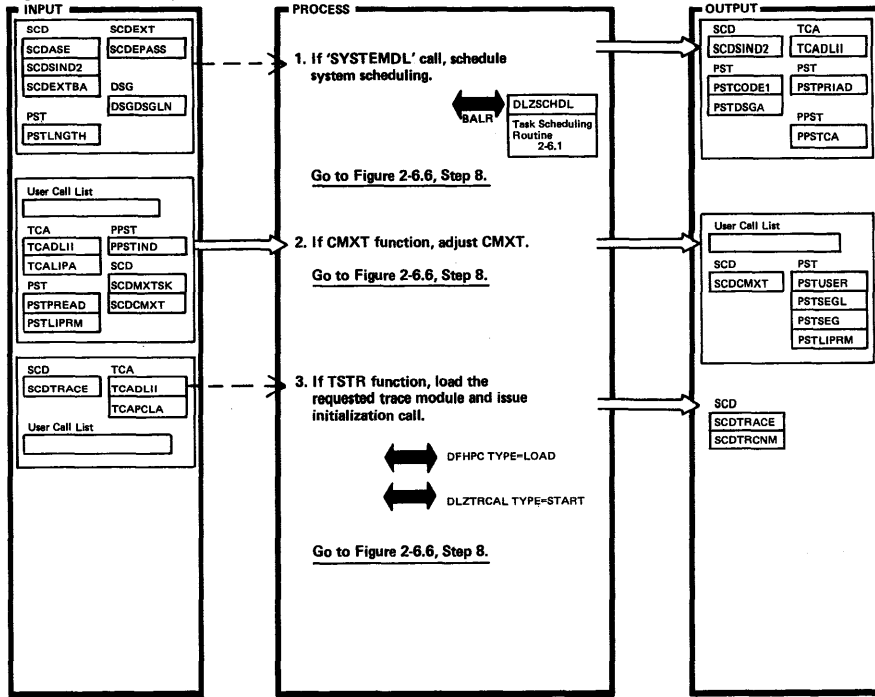 INPUT
SCD SCDEXT
SCDASE
SCDSIND2
SCDEXTBA
SCDEPASS
DSG
DSGDSGLN
PST
PSTLNGTH
User Call List
TCA PPST
TCADLII
TCALIPA
PPSTIND
SCD
SCDMXTSK
SCDCMXT
PST
PSTPREAD
PSTLIPRM
SCD TCA
SCDTRACE
TCADLII
TCAPCLA
User Call List
PROCESS
1. If 'SYSTEMDL' call, schedule
system scheduling.
BALR
DLZSCHDL
Task Scheduling
Routine
2-6.1
Go to Figure 2-6.6, Step 8.
2. If CMXT function, adjust CMXT.
Go to Figure 2-6.6, Step 8.
3. If TSTR function, load the
requested trace module and issue
initialization call.
DFHPC TYPE=LOAD
DLZTRCAL TYPE=START
Go to Figure 2-6.6, Step 8.
OUTPUT
SCD TCA
SCDSIND2
TCADLII
PST PST
PSTCODE1
PSTDSGA
PSTPRIAD
PPST
PPSTCA
User Call List
SCD PST
SCDCMXT
PSTUSER
PSTSEGL
PSTSEG
PSTLIPRM
SCD
SCDTRACE
SCDTRCNM